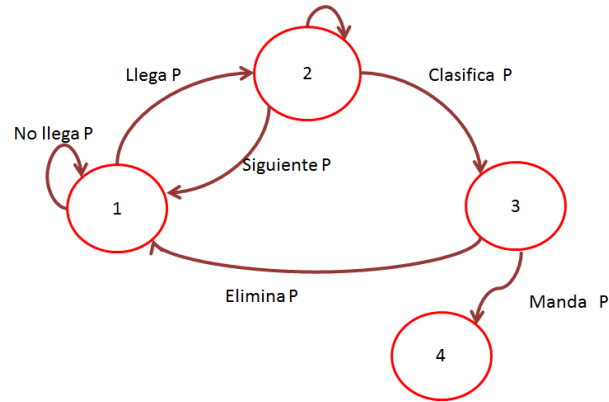 2
Llega P
Clasifica P
No llega P
Siguiente P
1
3
Elimina P
Manda P
4